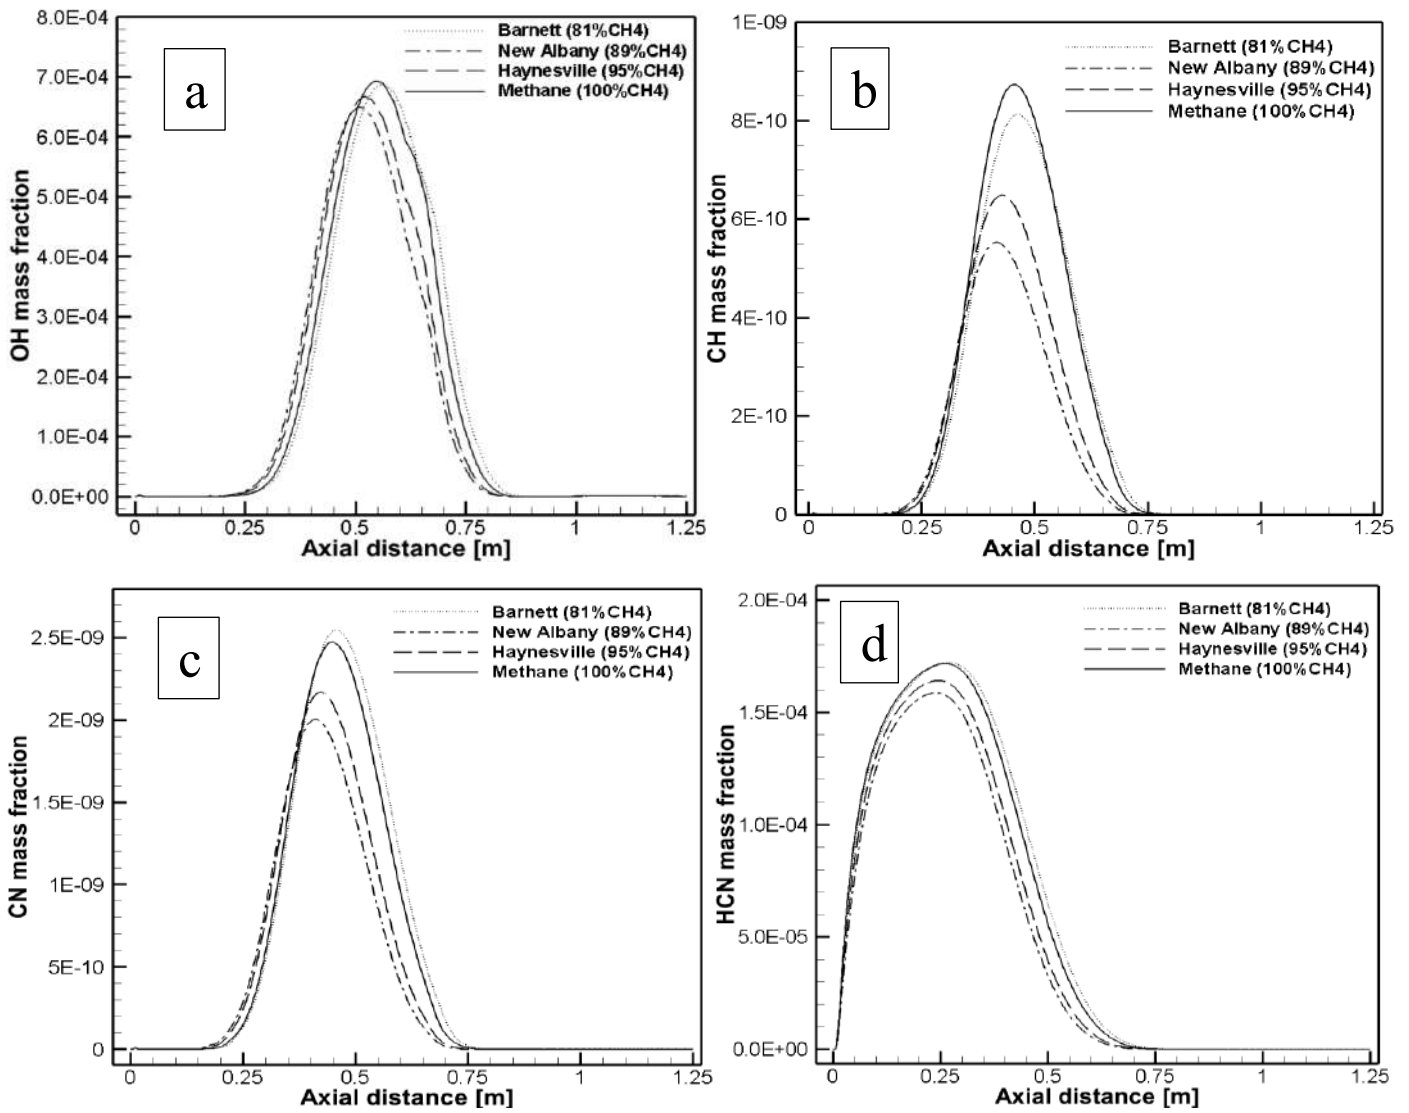 a
8.0E-04
7.0E-04
6.0E-04
5.0E-04
4.0E-04
3.0E-04
2.0E-04
1.0E-04
0.0E+00
OH mass fraction
Barnett (81%CH4)
New Albany (89%CH4)
Haynesville (95%CH4)
Methane (100%CH4)
0
0.25
0.5
0.75
1
1.25
Axial distance [m]
b
1E-09
8E-10
6E-10
4E-10
2E-10
0
CH mass fraction
Barnett (81%CH4)
New Albany (89%CH4)
Haynesville (95%CH4)
Methane (100%CH4)
0
0.25
0.5
0.75
1
1.25
Axial distance [m]
c
2.5E-09
2E-09
1.5E-09
1E-09
5E-10
0
CN mass fraction
Barnett (81%CH4)
New Albany (89%CH4)
Haynesville (95%CH4)
Methane (100%CH4)
0
0.25
0.5
0.75
1
1.25
Axial distance [m]
d
2.0E-04
1.5E-04
1.0E-04
5.0E-05
0.0E+00
HCN mass fraction
Barnett (81%CH4)
New Albany (89%CH4)
Haynesville (95%CH4)
Methane (100%CH4)
0
0.25
0.5
0.75
1
1.25
Axial distance [m]